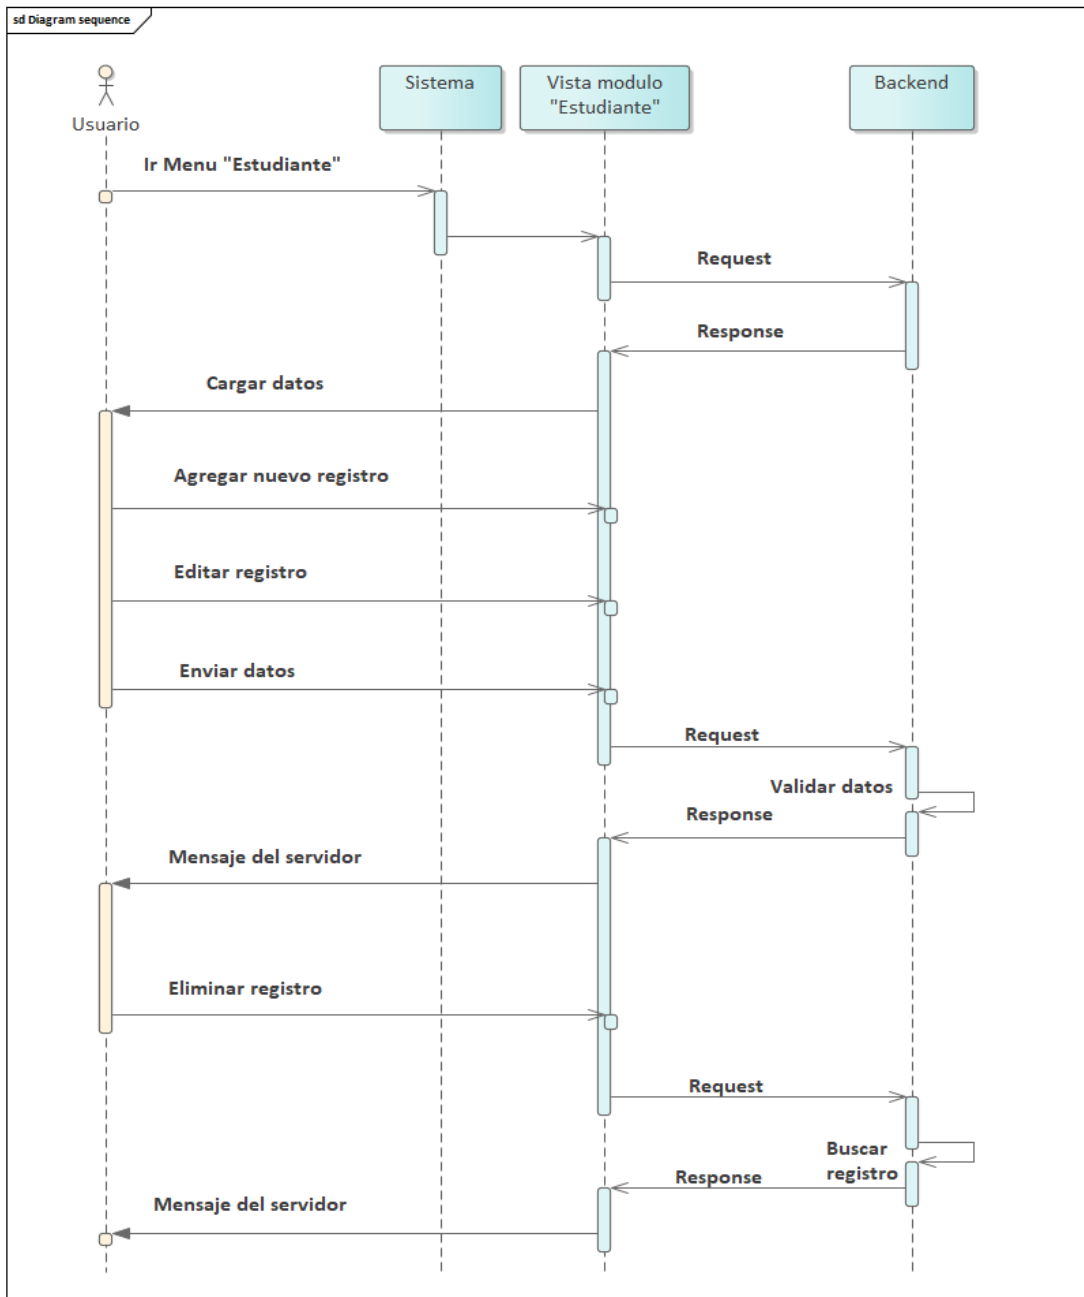 sd Diagram sequence
Usuario
Sistema
Vista modulo
"Estudiante"
Backend
Ir Menu "Estudiante"
Request
Response
Cargar datos
Agregar nuevo registro
Editar registro
Enviar datos
Request
Validar datos
Response
Mensaje del servidor
Eliminar registro
Request
Buscar
registro
Response
Mensaje del servidor